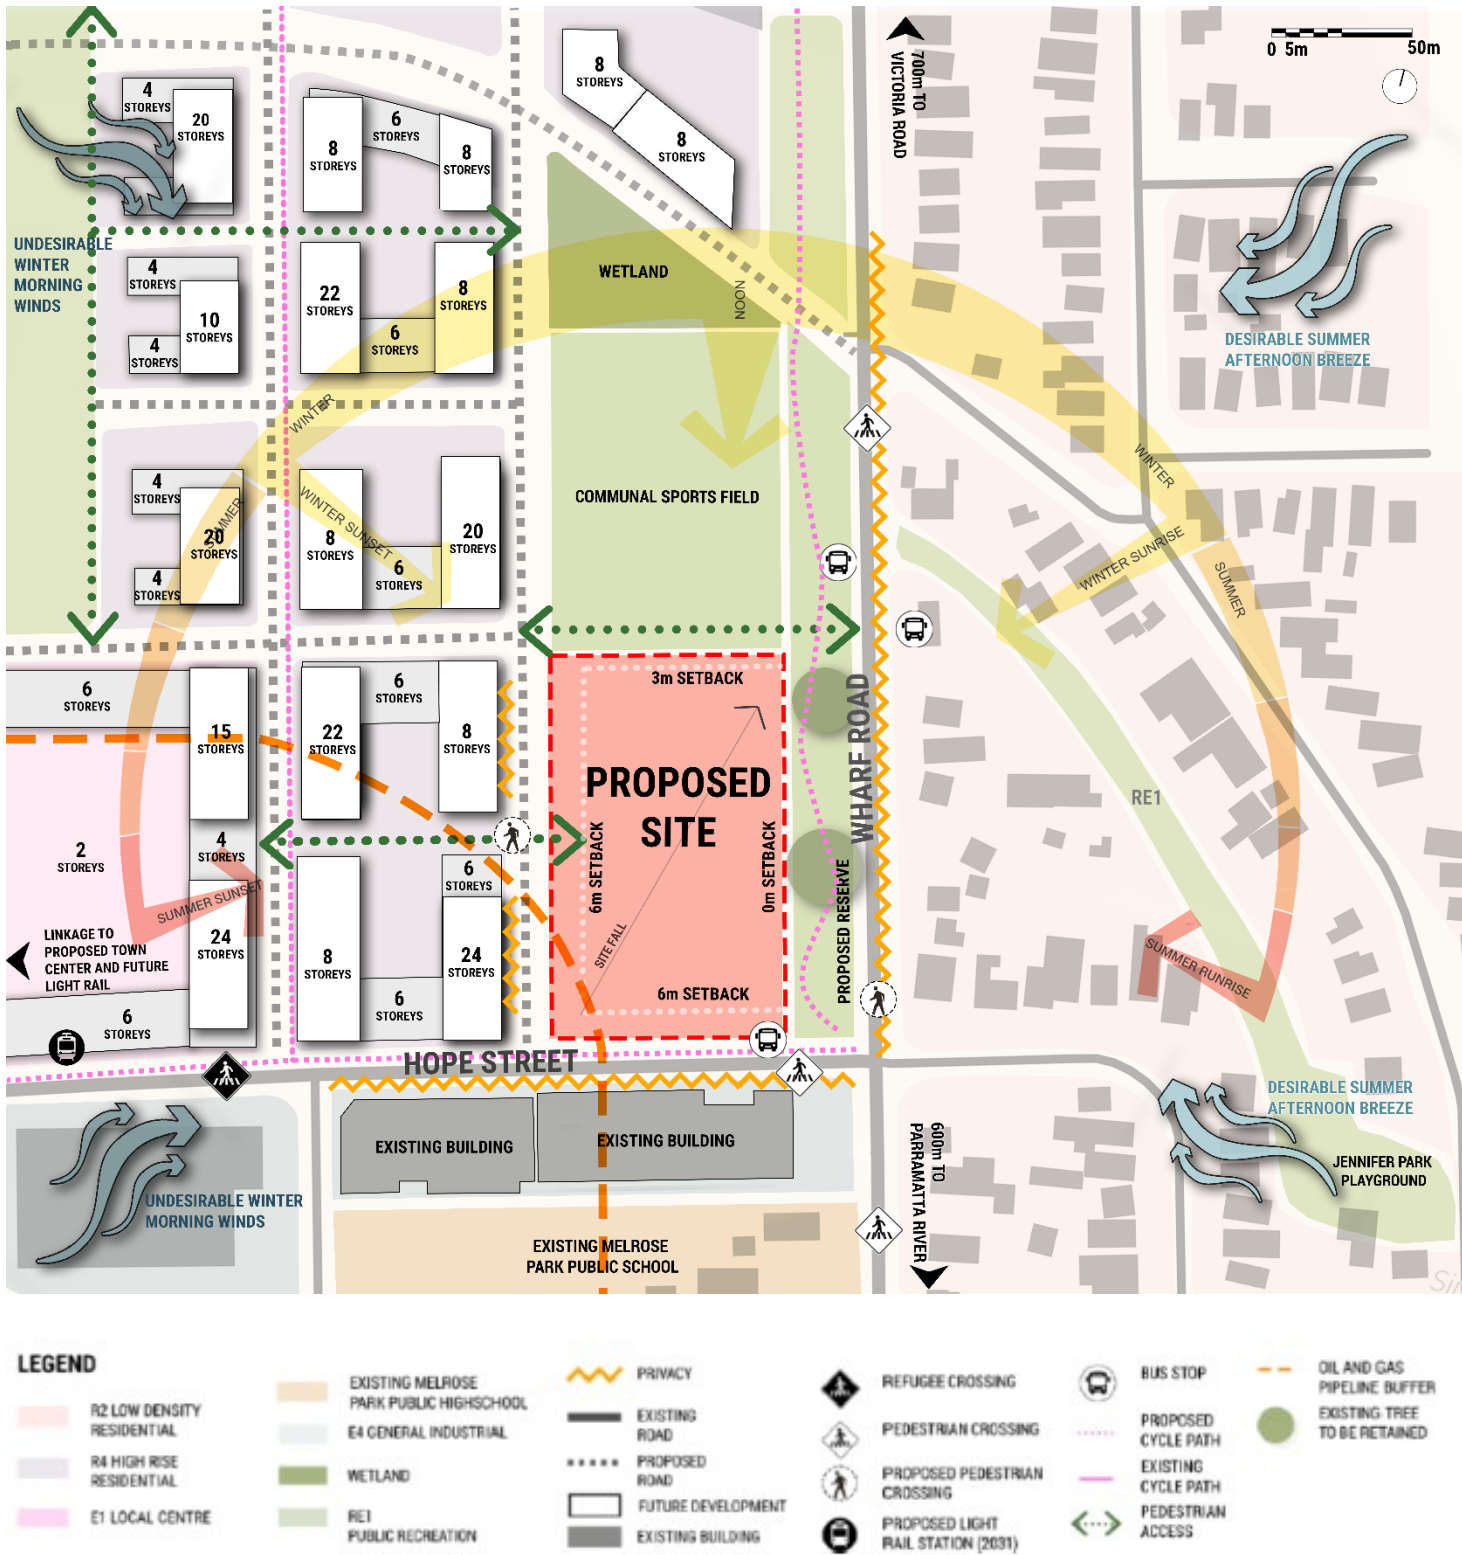 0 5m 50m
700m TO
VICTORIA ROAD
4
STOREYS
20
STOREYS
8
STOREYS
6
STOREYS
8
STOREYS
8
STOREYS
8
STOREYS
UNDESIRABLE
WINTER
MORNING
WINDS
4
STOREYS
10
STOREYS
4
STOREYS
22
STOREYS
6
STOREYS
8
STOREYS
WETLAND
NOON
DESIRABLE SUMMER
AFTERNOON BREEZE
WINTER
WINTER
4
STOREYS
20
STOREYS
4
STOREYS
SUMMER
WINTER SUNSET
8
STOREYS
6
STOREYS
20
STOREYS
COMMUNAL SPORTS FIELD
WINTER SUNRISE
SUMMER
6
STOREYS
15
STOREYS
22
STOREYS
6
STOREYS
8
STOREYS
3m SETBACK
PROPOSED
SITE
6m SETBACK
0m SETBACK
6m SETBACK
SITE FALL
WHARF ROAD
PROPOSED RESERVE
RE1
2
STOREYS
4
STOREYS
SUMMER SUNSET
24
STOREYS
8
STOREYS
6
STOREYS
24
STOREYS
6
STOREYS
LINKAGE TO
PROPOSED TOWN
CENTER AND FUTURE
LIGHT RAIL
6
STOREYS
SUMMER RUNRISE
HOPE STREET
DESIRABLE SUMMER
AFTERNOON BREEZE
EXISTING BUILDING
EXISTING BUILDING
600m TO
PARRAMATTA RIVER
JENNIFER PARK
PLAYGROUND
UNDESIRABLE WINTER
MORNING WINDS
EXISTING MELROSE
PARK PUBLIC SCHOOL
LEGEND
R2 LOW DENSITY
RESIDENTIAL
R4 HIGH RISE
RESIDENTIAL
E1 LOCAL CENTRE
EXISTING MELROSE
PARK PUBLIC HIGHSCHOOL
E4 GENERAL INDUSTRIAL
WETLAND
RE1
PUBLIC RECREATION
PRIVACY
EXISTING
ROAD
PROPOSED
ROAD
FUTURE DEVELOPMENT
EXISTING BUILDING
REFUGEE CROSSING
PEDESTRIAN CROSSING
PROPOSED PEDESTRIAN
CROSSING
PROPOSED LIGHT
RAIL STATION (2031)
BUS STOP
PROPOSED
CYCLE PATH
EXISTING
CYCLE PATH
PEDESTRIAN
ACCESS
OIL AND GAS
PIPELINE BUFFER
EXISTING TREE
TO BE RETAINED